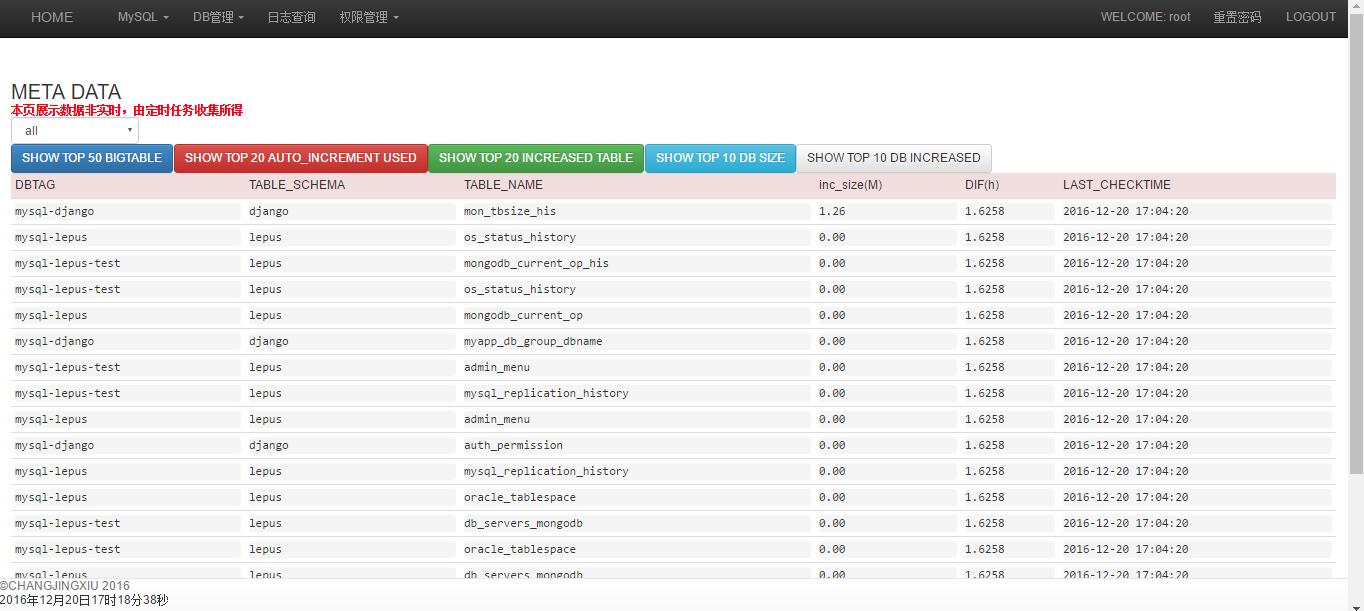 HOME MySQL DB管理 日志查询 权限管理 WELCOME: root 重置密码 LOGOUT
META DATA
本页展示数据非实时，由定时任务收集所得
all
SHOW TOP 50 BIGTABLE SHOW TOP 20 AUTO_INCREMENT USED SHOW TOP 20 INCREASED TABLE SHOW TOP 10 DB SIZE SHOW TOP 10 DB INCREASED
DBTAG TABLE_SCHEMA TABLE_NAME inc_size(M) DIF(h) LAST_CHECKTIME
mysql-django django mon_tbsize_his 1.26 1.6258 2016-12-20 17:04:20
mysql-lepus lepus os_status_history 0.00 1.6258 2016-12-20 17:04:20
mysql-lepus-test lepus mongodb_current_op_his 0.00 1.6258 2016-12-20 17:04:20
mysql-lepus-test lepus os_status_history 0.00 1.6258 2016-12-20 17:04:20
mysql-lepus lepus mongodb_current_op 0.00 1.6258 2016-12-20 17:04:20
mysql-django django myapp_db_group_dbname 0.00 1.6258 2016-12-20 17:04:20
mysql-lepus-test lepus admin_menu 0.00 1.6258 2016-12-20 17:04:20
mysql-lepus-test lepus mysql_replication_history 0.00 1.6258 2016-12-20 17:04:20
mysql-lepus lepus admin_menu 0.00 1.6258 2016-12-20 17:04:20
mysql-django django auth_permission 0.00 1.6258 2016-12-20 17:04:20
mysql-lepus lepus mysql_replication_history 0.00 1.6258 2016-12-20 17:04:20
mysql-lepus lepus oracle_tablespace 0.00 1.6258 2016-12-20 17:04:20
mysql-lepus-test lepus db_servers_mongodb 0.00 1.6258 2016-12-20 17:04:20
mysql-lepus-test lepus oracle_tablespace 0.00 1.6258 2016-12-20 17:04:20
mysql-lepus lepus db_servers_mongodb 0.00 1.6258 2016-12-20 17:04:20
©CHANGJINGXIU 2016
2016年12月20日17时18分38秒